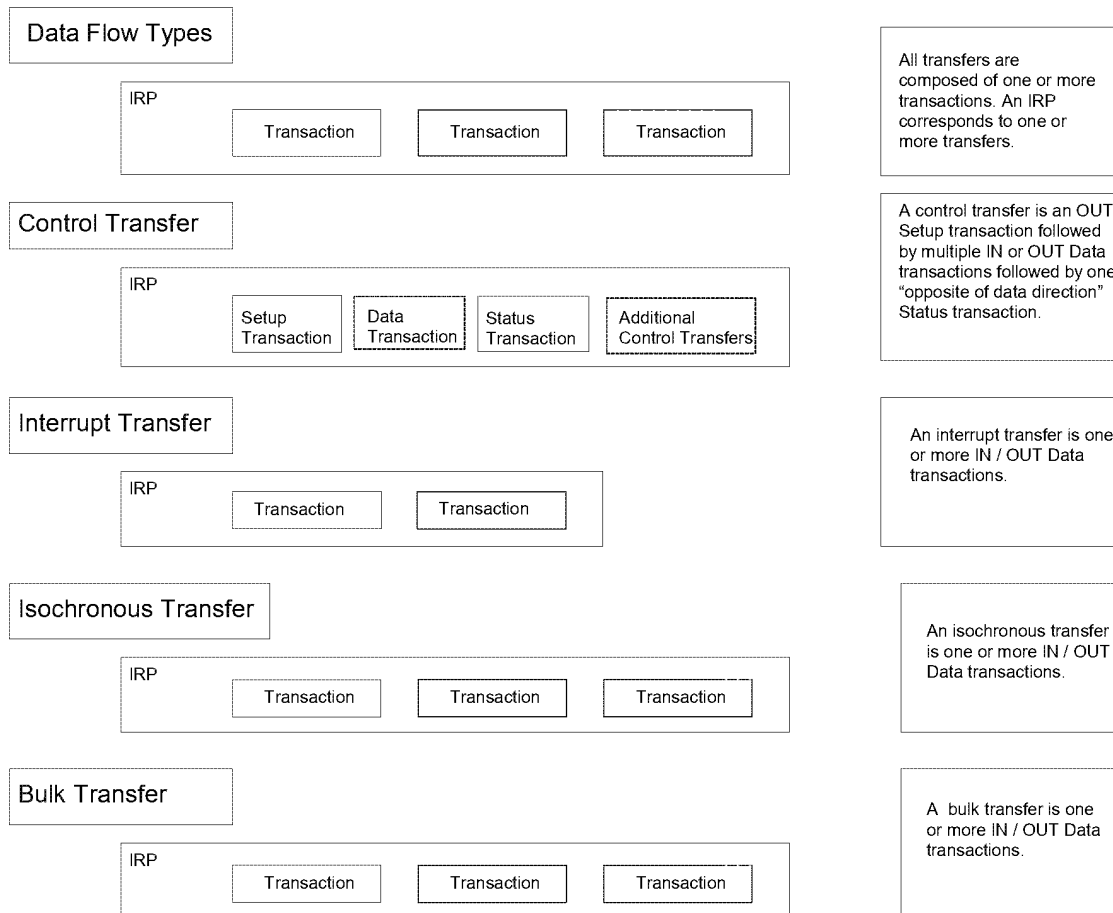 Data Flow Types
IRP
Transaction
Transaction
Transaction
All transfers are
composed of one or more
transactions. An IRP
corresponds to one or
more transfers.
Control Transfer
IRP
Setup
Transaction
Data
Transaction
Status
Transaction
Additional
Control Transfers
A control transfer is an OUT
Setup transaction followed
by multiple IN or OUT Data
transactions followed by one
“opposite of data direction”
Status transaction.
Interrupt Transfer
IRP
Transaction
Transaction
An interrupt transfer is one
or more IN / OUT Data
transactions.
Isochronous Transfer
IRP
Transaction
Transaction
Transaction
An isochronous transfer
is one or more IN / OUT
Data transactions.
Bulk Transfer
IRP
Transaction
Transaction
Transaction
A bulk transfer is one
or more IN / OUT Data
transactions.